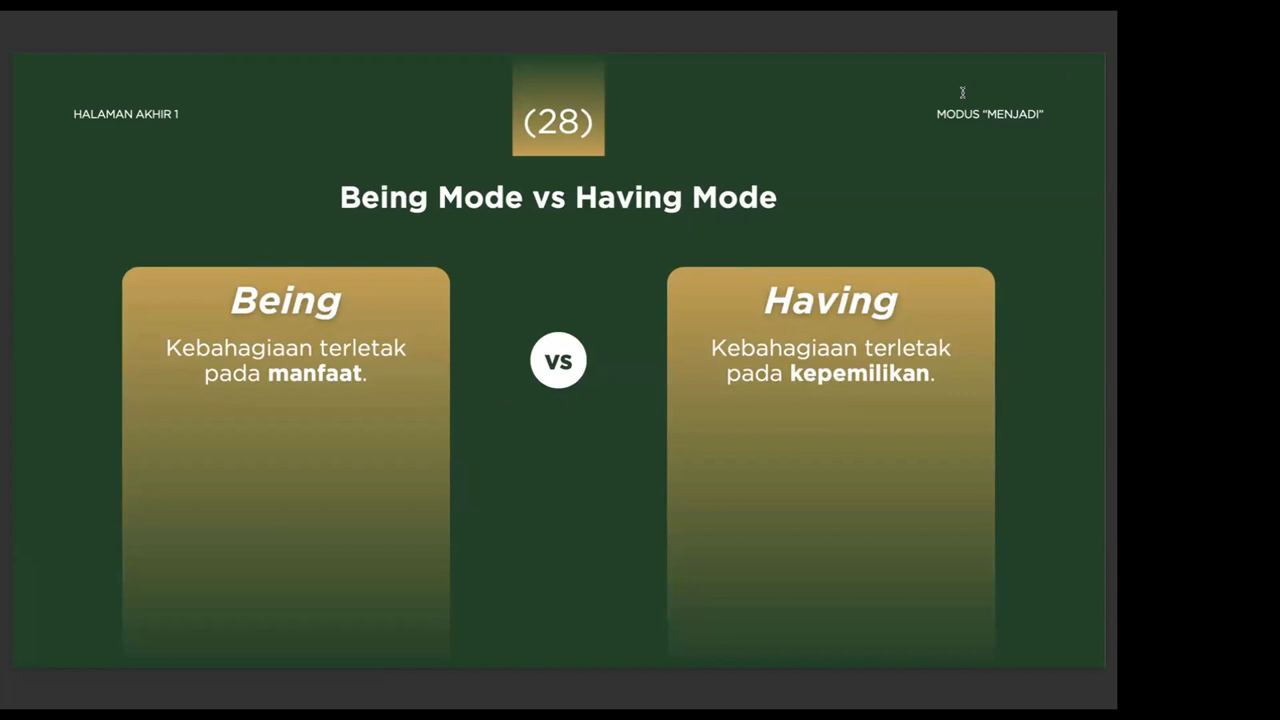 HALAMAN AKHIR 1
(28)
MODUS “MENJADI”
Being Mode vs Having Mode
Being
Kebahagiaan terletak
pada manfaat.
vs
Having
Kebahagiaan terletak
pada kepemilikan.